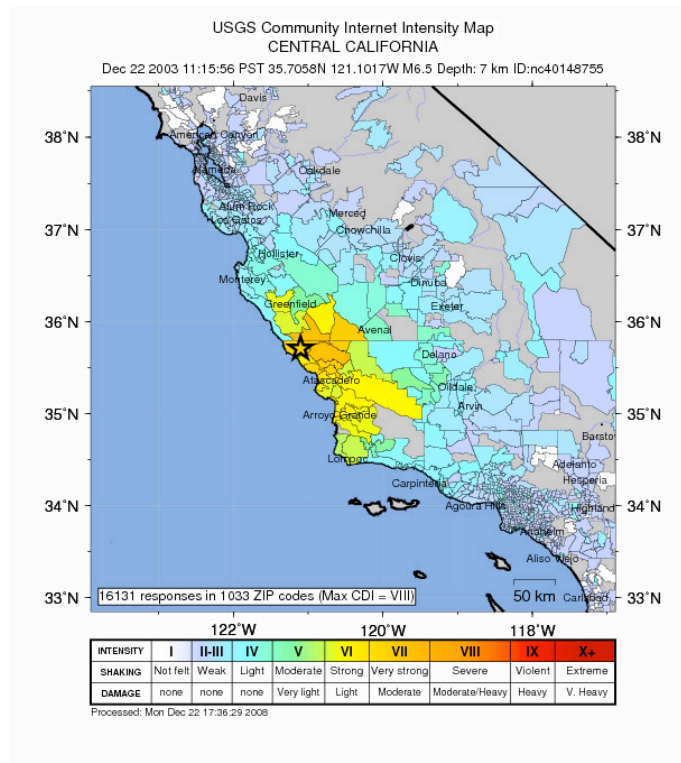 USGS Community Internet Intensity Map
CENTRAL CALIFORNIA
Dec 22 2003 11:15:56 PST 35.7058N 121.1017W M6.5 Depth: 7 km ID:nc40148755
Davis
38˚N
American Canyon
38˚N
Alameda
Oakdale
Alum Rock
Merced
Los Gatos
37˚N
Chowchilla
37˚N
Hollister
Clovis
Monterey
Dinuba
Greenfield
Exeter
36˚N
Avenal
36˚N
Delano
Atascadero
Oildale
Arvin
35˚N
Arroyo Grande
35˚N
Barsto
Lompoc
Adelanto
Carpinteria
Hesperia
34˚N
Agoura Hills
Highland
34˚N
Anaheim
Aliso Viejo
50 km
Carlsbad
33˚N
16131 responses in 1033 ZIP codes (Max CDI = VIII)
33˚N
122˚W 120˚W 118˚W
INTENSITY I II-III IV V VI VII VIII IX X+
SHAKING Not felt Weak Light Moderate Strong Very strong Severe Violent Extreme
DAMAGE none none none Very light Light Moderate Moderate/Heavy Heavy V. Heavy
Processed: Mon Dec 22 17:36:29 2008